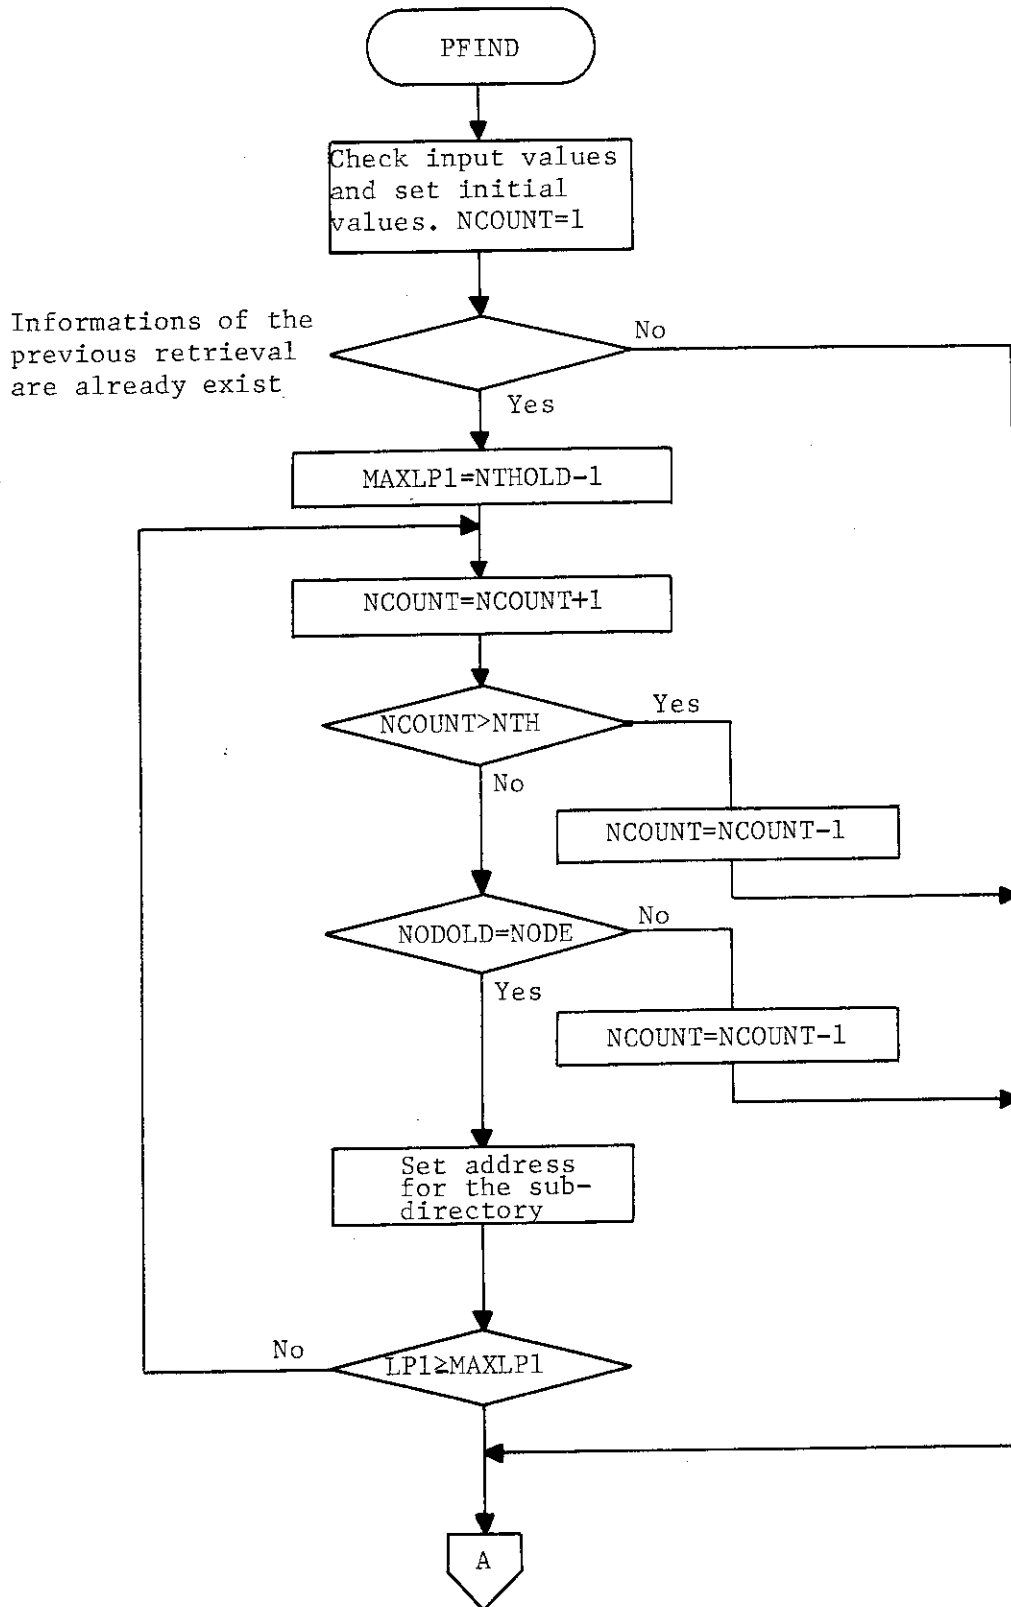 PFIND
Check input values
and set initial
values. NCOUNT=1
Informations of the
previous retrieval
are already exist
No
Yes
MAXLP1=NTHOLD-1
NCOUNT=NCOUNT+1
NCOUNT>NTH
Yes
No
NCOUNT=NCOUNT-1
NODOLD=NODE
No
Yes
NCOUNT=NCOUNT-1
Set address
for the sub-
directory
No
LP1≥MAXLP1
A